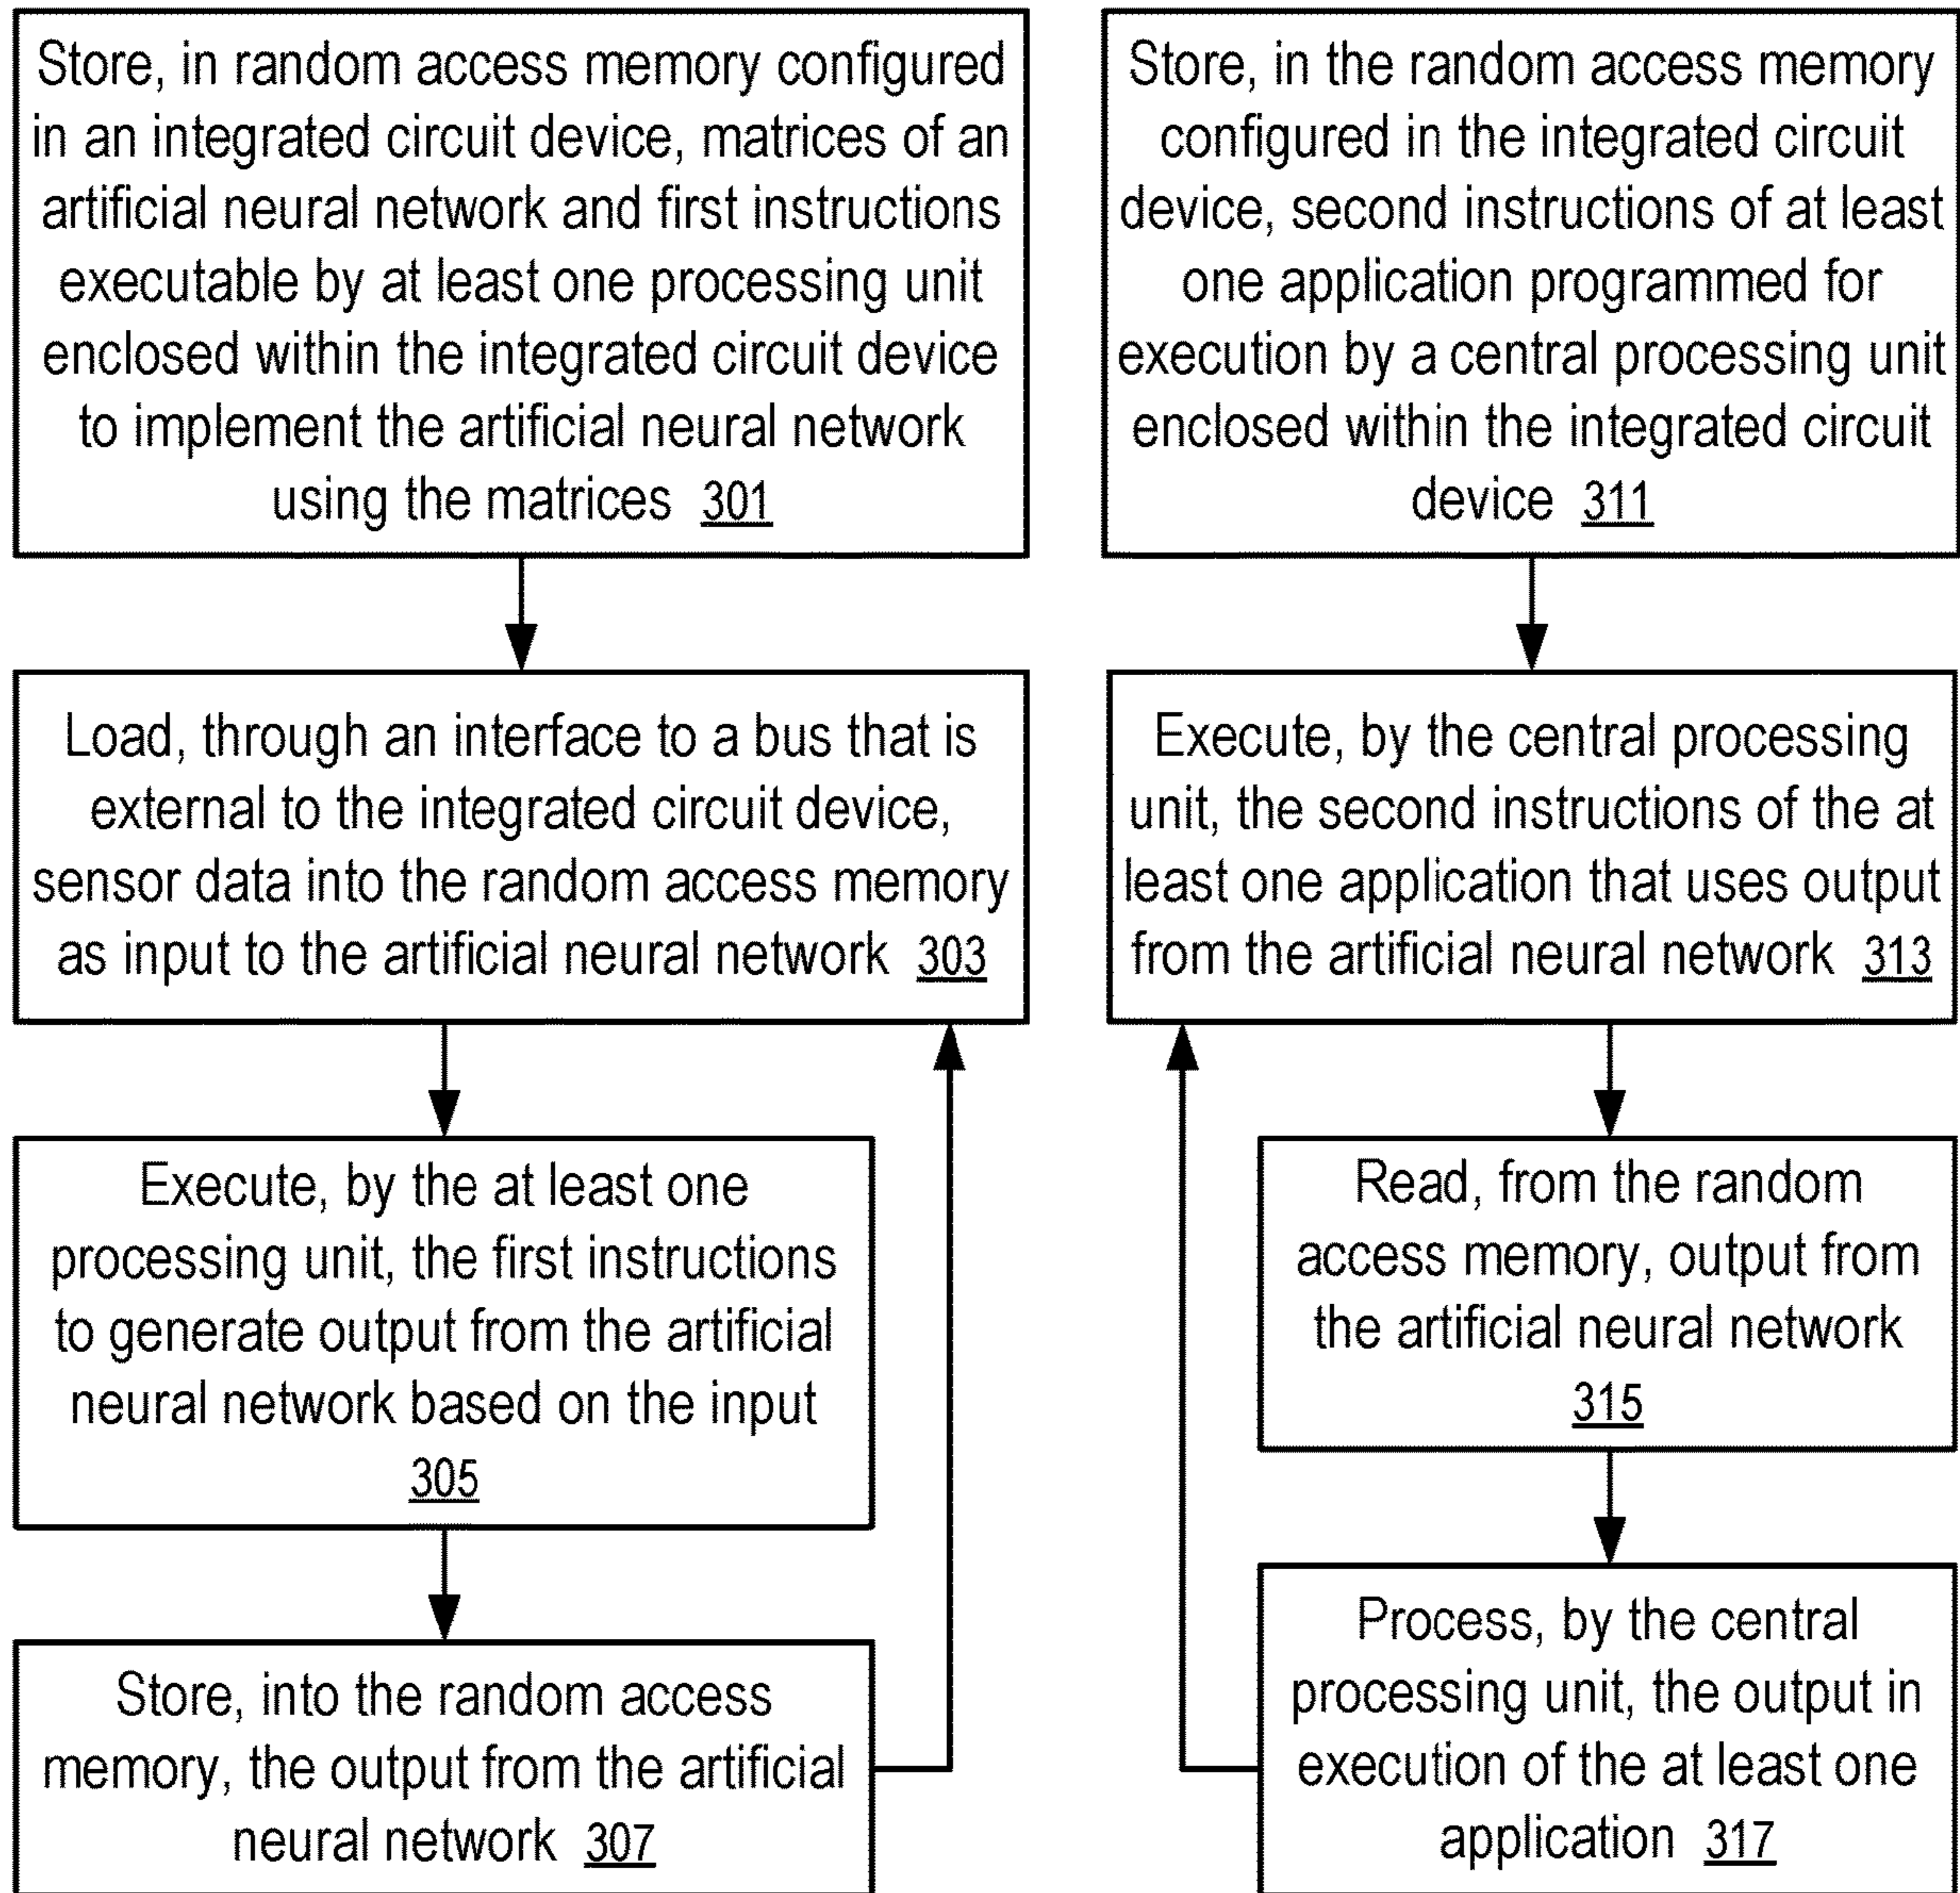 Store, in random access memory configured
in an integrated circuit device, matrices of an
artificial neural network and first instructions
executable by at least one processing unit
enclosed within the integrated circuit device
to implement the artificial neural network
using the matrices 301
Load, through an interface to a bus that is
external to the integrated circuit device,
sensor data into the random access memory
as input to the artificial neural network 303
Execute, by the at least one
processing unit, the first instructions
to generate output from the artificial
neural network based on the input
305
Store, into the random access
memory, the output from the artificial
neural network 307
Store, in the random access memory
configured in the integrated circuit
device, second instructions of at least
one application programmed for
execution by a central processing unit
enclosed within the integrated circuit
device 311
Execute, by the central processing
unit, the second instructions of the at
least one application that uses output
from the artificial neural network 313
Read, from the random
access memory, output from
the artificial neural network
315
Process, by the central
processing unit, the output in
execution of the at least one
application 317